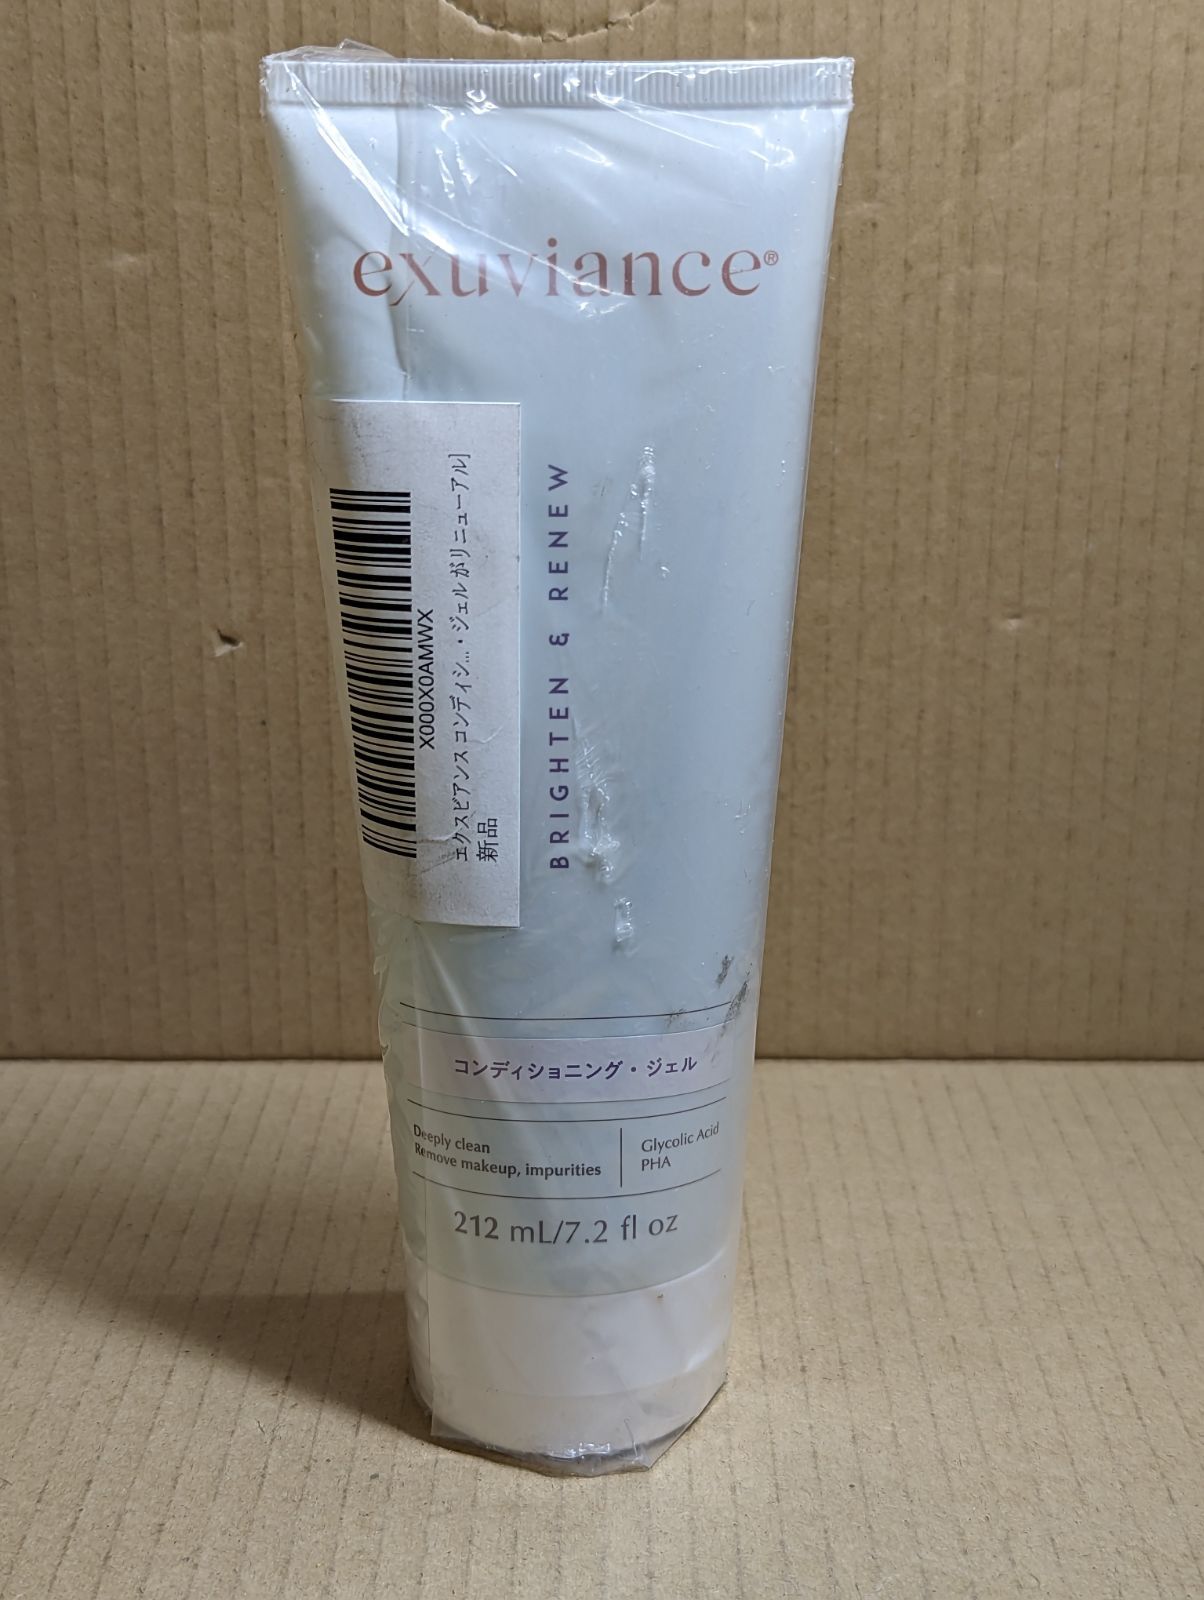 exuviance®
BRIGHTEN & RENEW
X000X0AMWX
エクスビアンス コンディシ... ・ジェル がリニューアル]
新品
コンディショニング・ジェル
Deeply clean
Remove makeup, impurities
Glycolic Acid
PHA
212 mL/7.2 fl oz